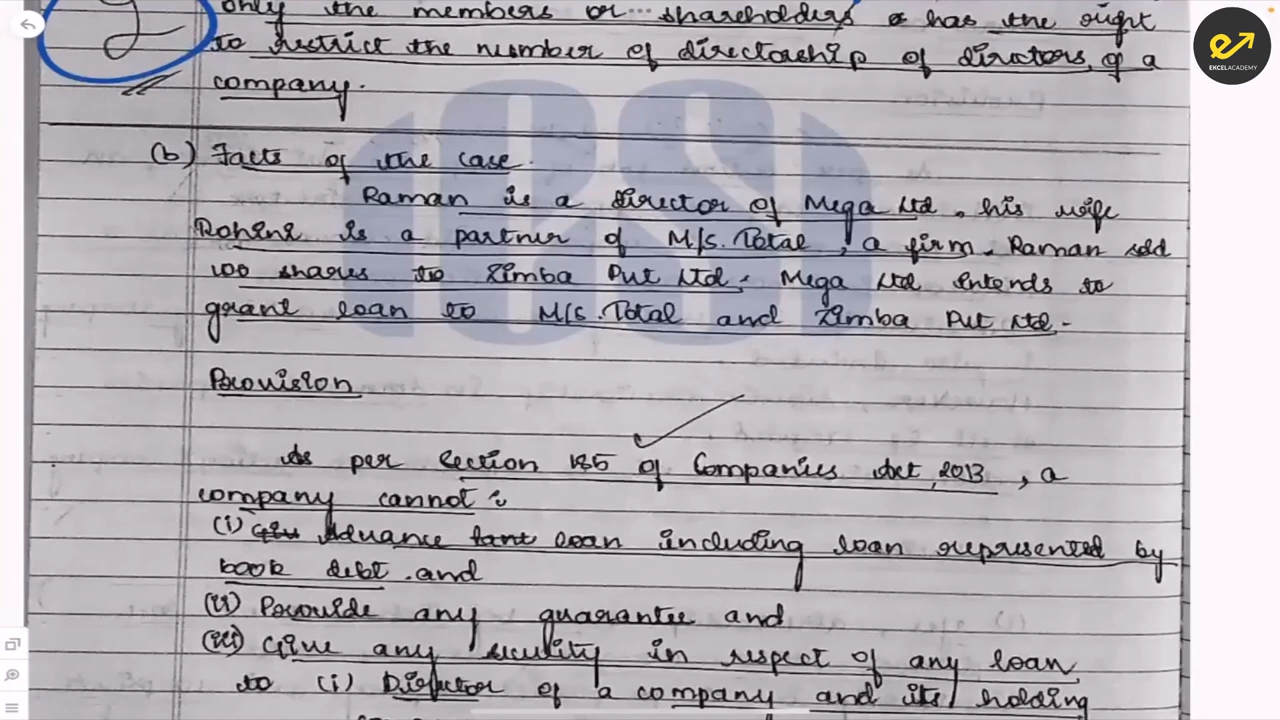 only the members or shareholders has the right
to restrict the number of directorship of directors, of a
company.
(b) Facts of the case.
Raman is a director of Mega Ltd, his wife
Rohini is a partner of M/s. Total, a firm. Raman sold
100 shares to Zimba Pvt Ltd. Mega Ltd intends to
grant loan to M/s. Total and Zimba Pvt Ltd.
Provision
As per Section 185 of Companies Act, 2013, a
company cannot :
(i) Advance loan including loan represented by
book debt. and
(ii) Provide any guarantee and
(iii) Give any security in respect of any loan
to (i) Director of a company and its holding
EXCELACADEMY